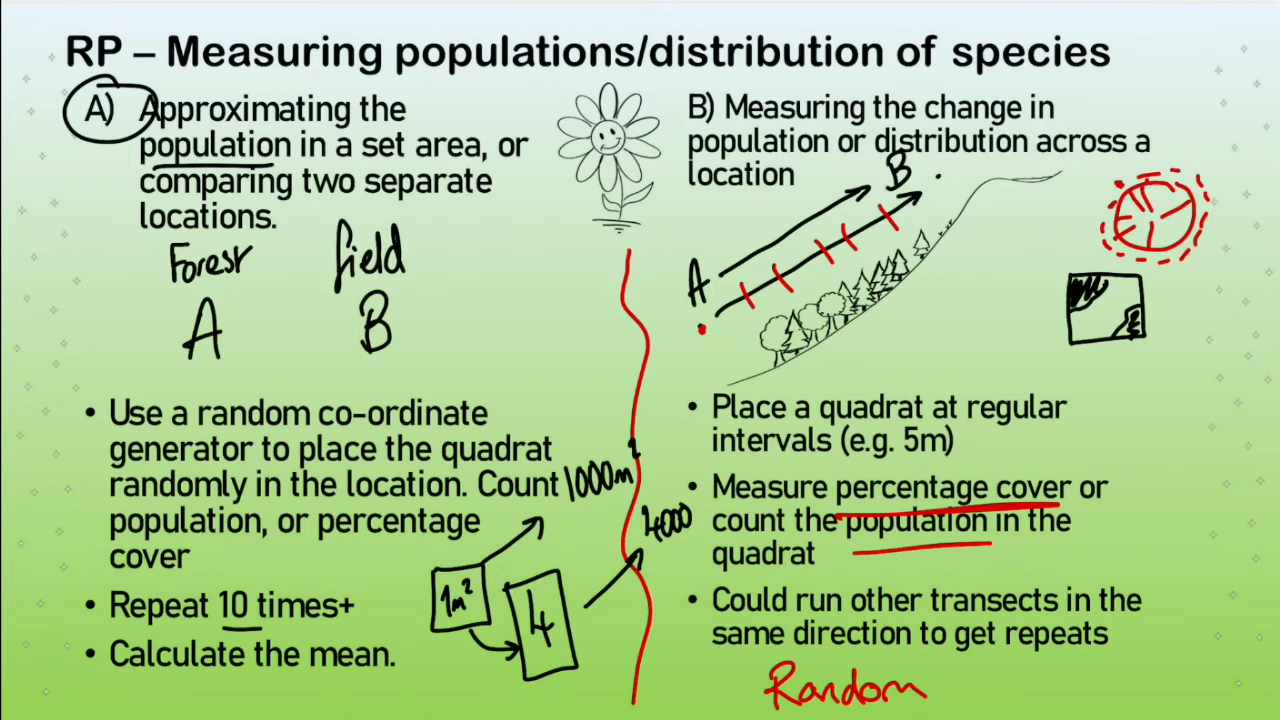 RP – Measuring populations/distribution of species
A) Approximating the
population in a set area, or
comparing two separate
locations.
Forest
field
A
B
• Use a random co-ordinate
generator to place the quadrat
randomly in the location. Count
population, or percentage
cover
• Repeat 10 times+
• Calculate the mean.
1m²
1000m²
4
4000
B) Measuring the change in
population or distribution across a
location
B
A
• Place a quadrat at regular
intervals (e.g. 5m)
• Measure percentage cover or
count the population in the
quadrat
• Could run other transects in the
same direction to get repeats
Random